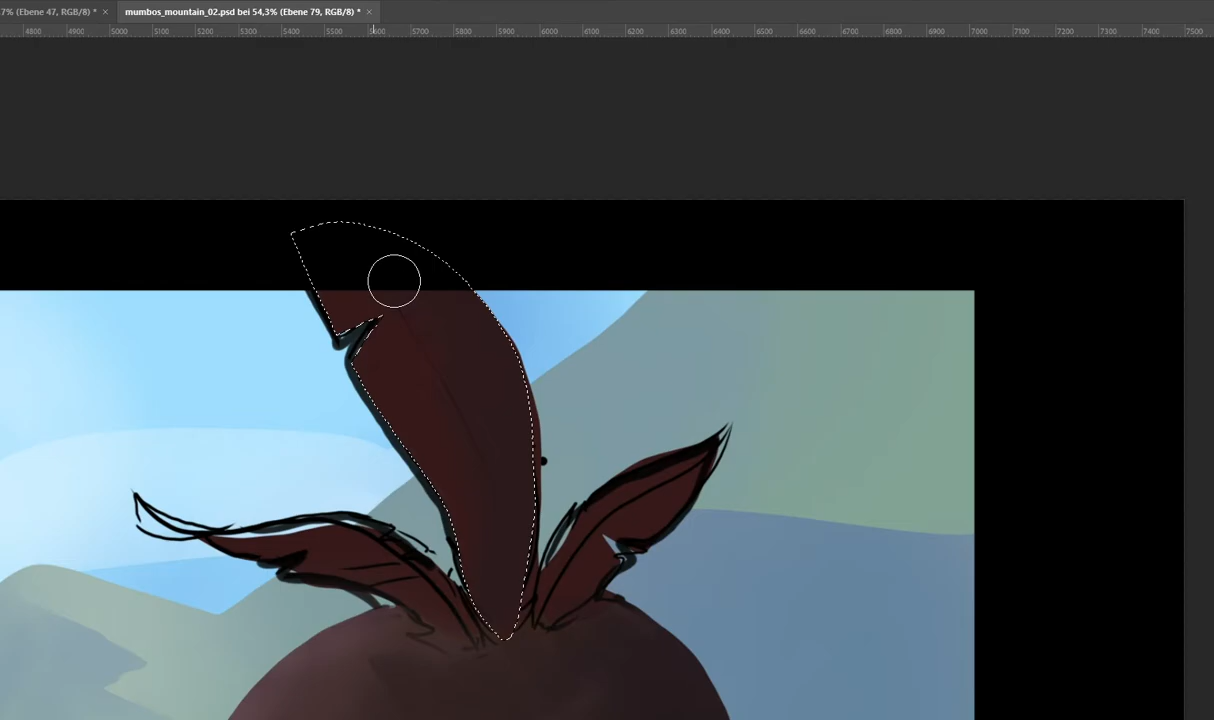 7% (Ebene 47, RGB/8) * × mumbos_mountain_02.psd bei 54,3% (Ebene 79, RGB/8) * ×
4800 4900 5000 5100 5200 5300 5400 5500 5600 5700 5800 5900 6000 6100 6200 6300 6400 6500 6600 6700 6800 6900 7000 7100 7200 7300 7400 7500